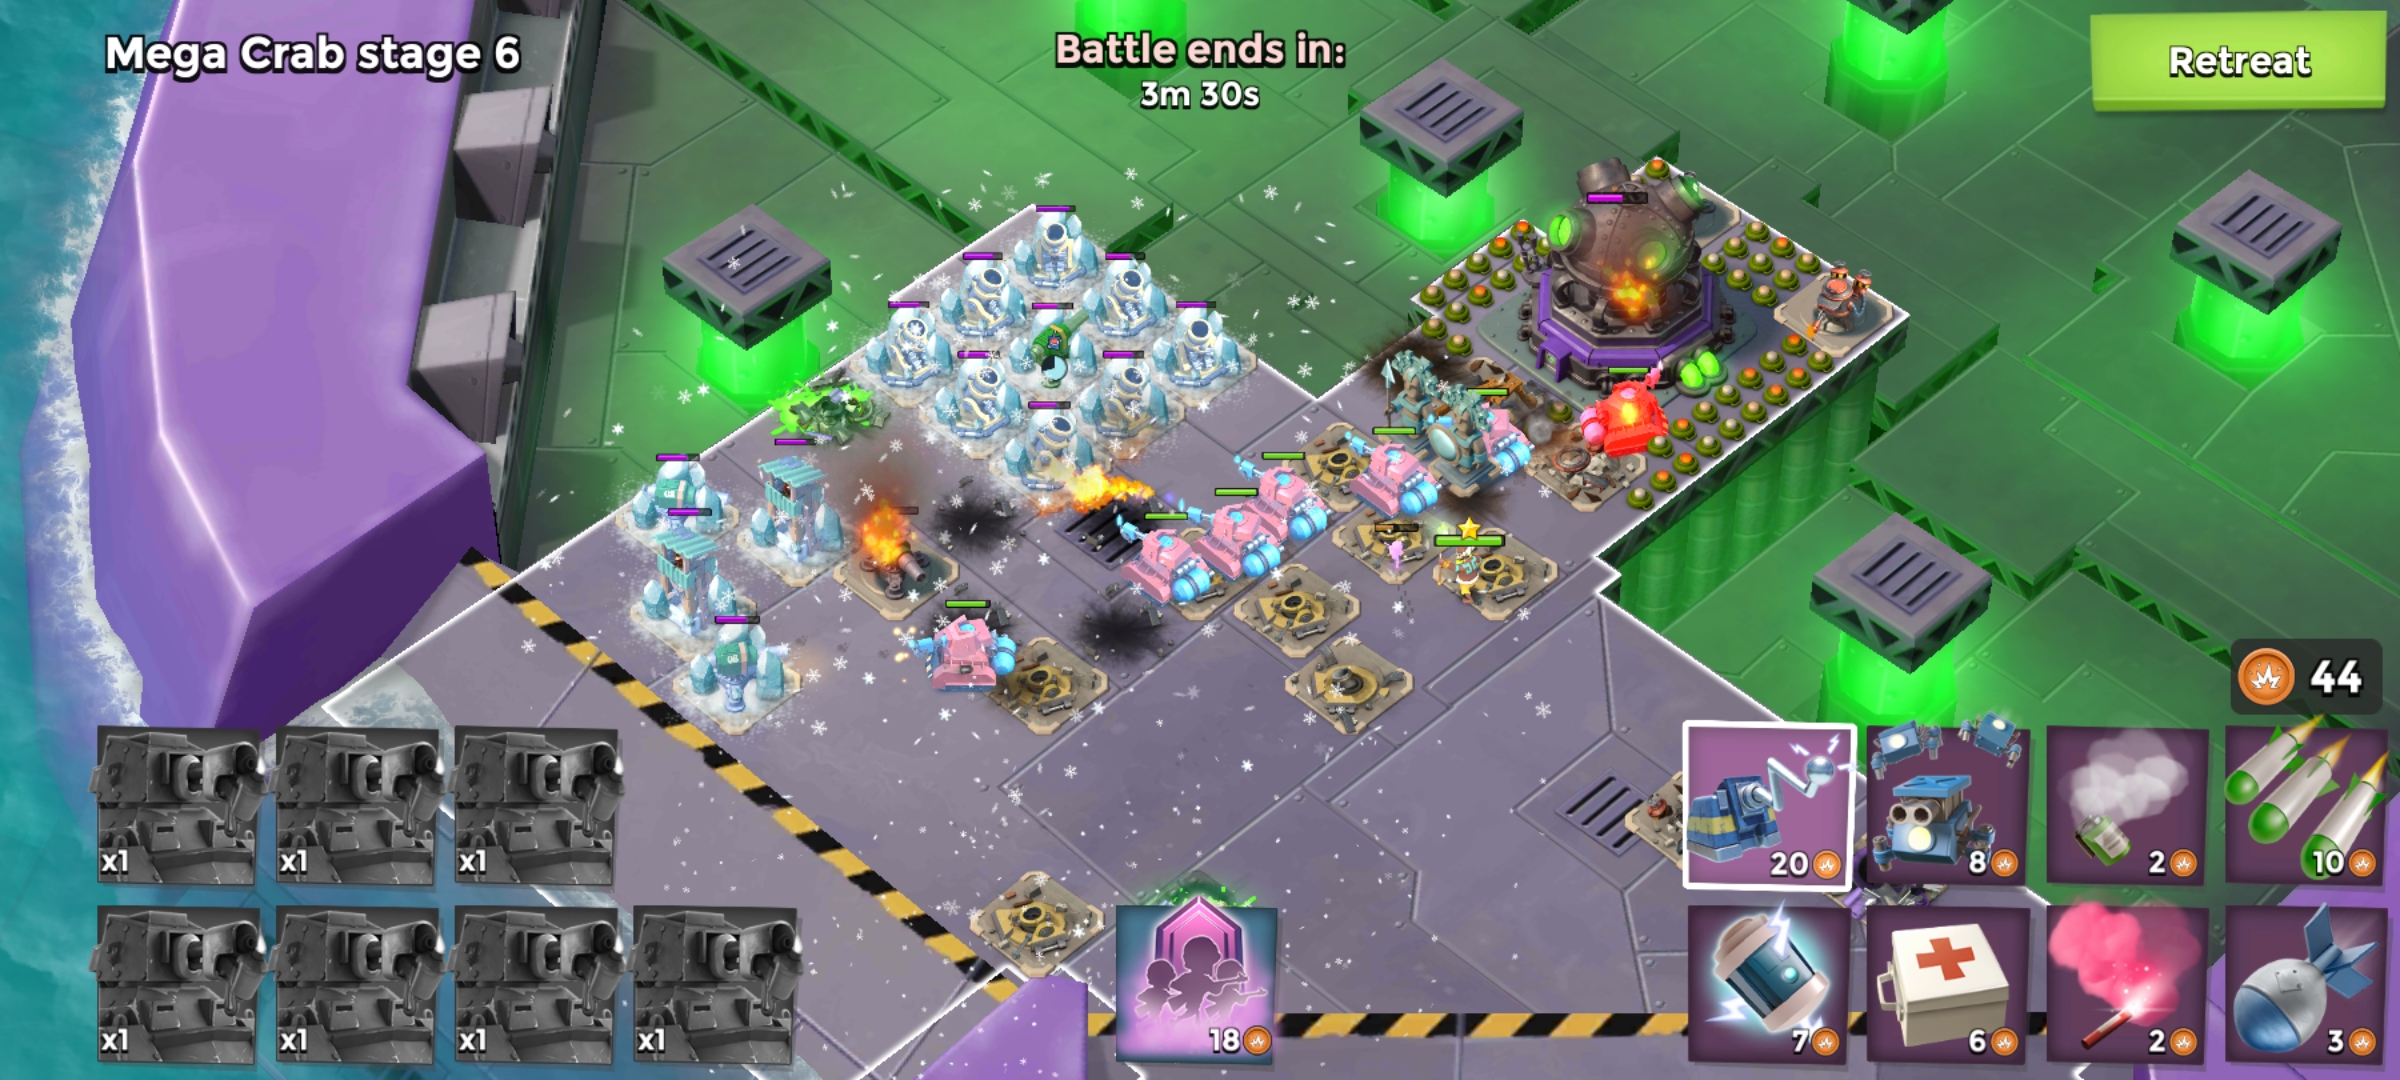 Mega Crab stage 6
Battle ends in:
3m 30s
Retreat
44
x1
x1
x1
20
8
2
10
x1
x1
x1
x1
18
7
6
2
3